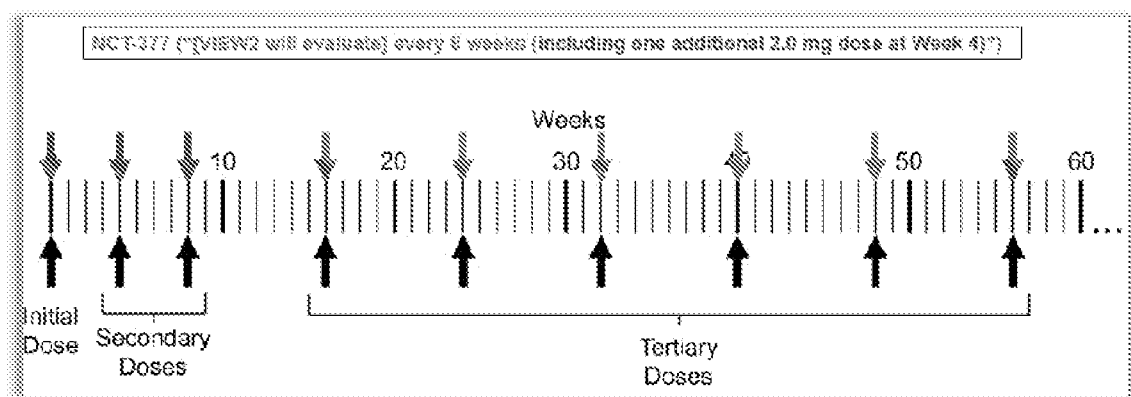 NCT-377 ("[VIEW2 will evaluate] every 8 weeks (including one additional 2.0 mg dose at Week 4)")
Weeks
10 20 30 40 50 60
...
Initial
Dose
Secondary
Doses
Tertiary
Doses